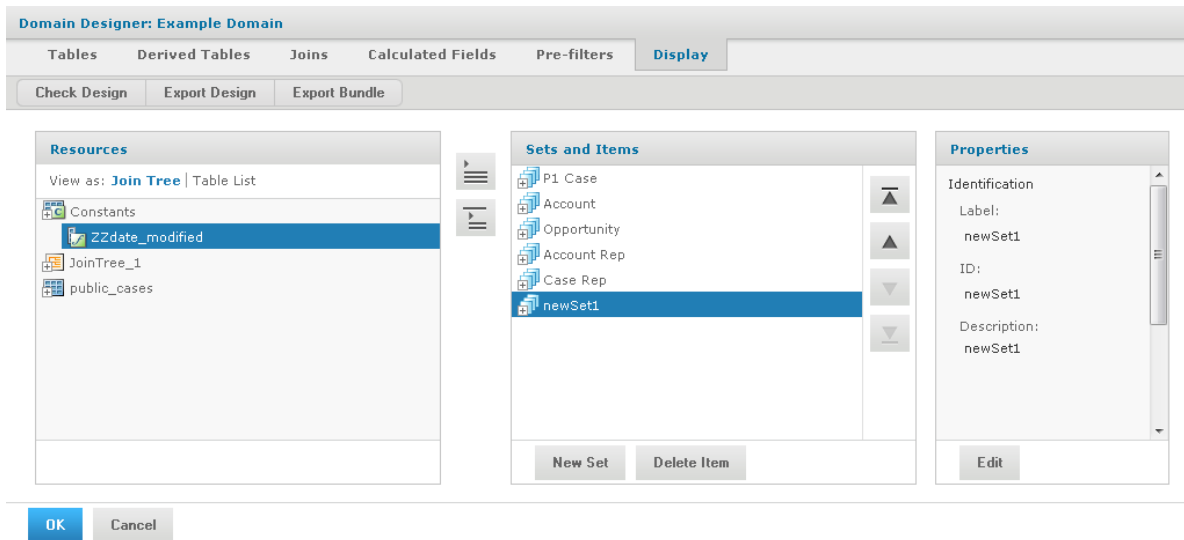 Domain Designer: Example Domain
Tables Derived Tables Joins Calculated Fields Pre-filters Display
Check Design Export Design Export Bundle
Resources
View as: Join Tree | Table List
Constants
ZZdate_modified
JoinTree_1
public_cases
Sets and Items
P1 Case
Account
Opportunity
Account Rep
Case Rep
newSet1
New Set Delete Item
Properties
Identification
Label:
newSet1
ID:
newSet1
Description:
newSet1
Edit
OK Cancel